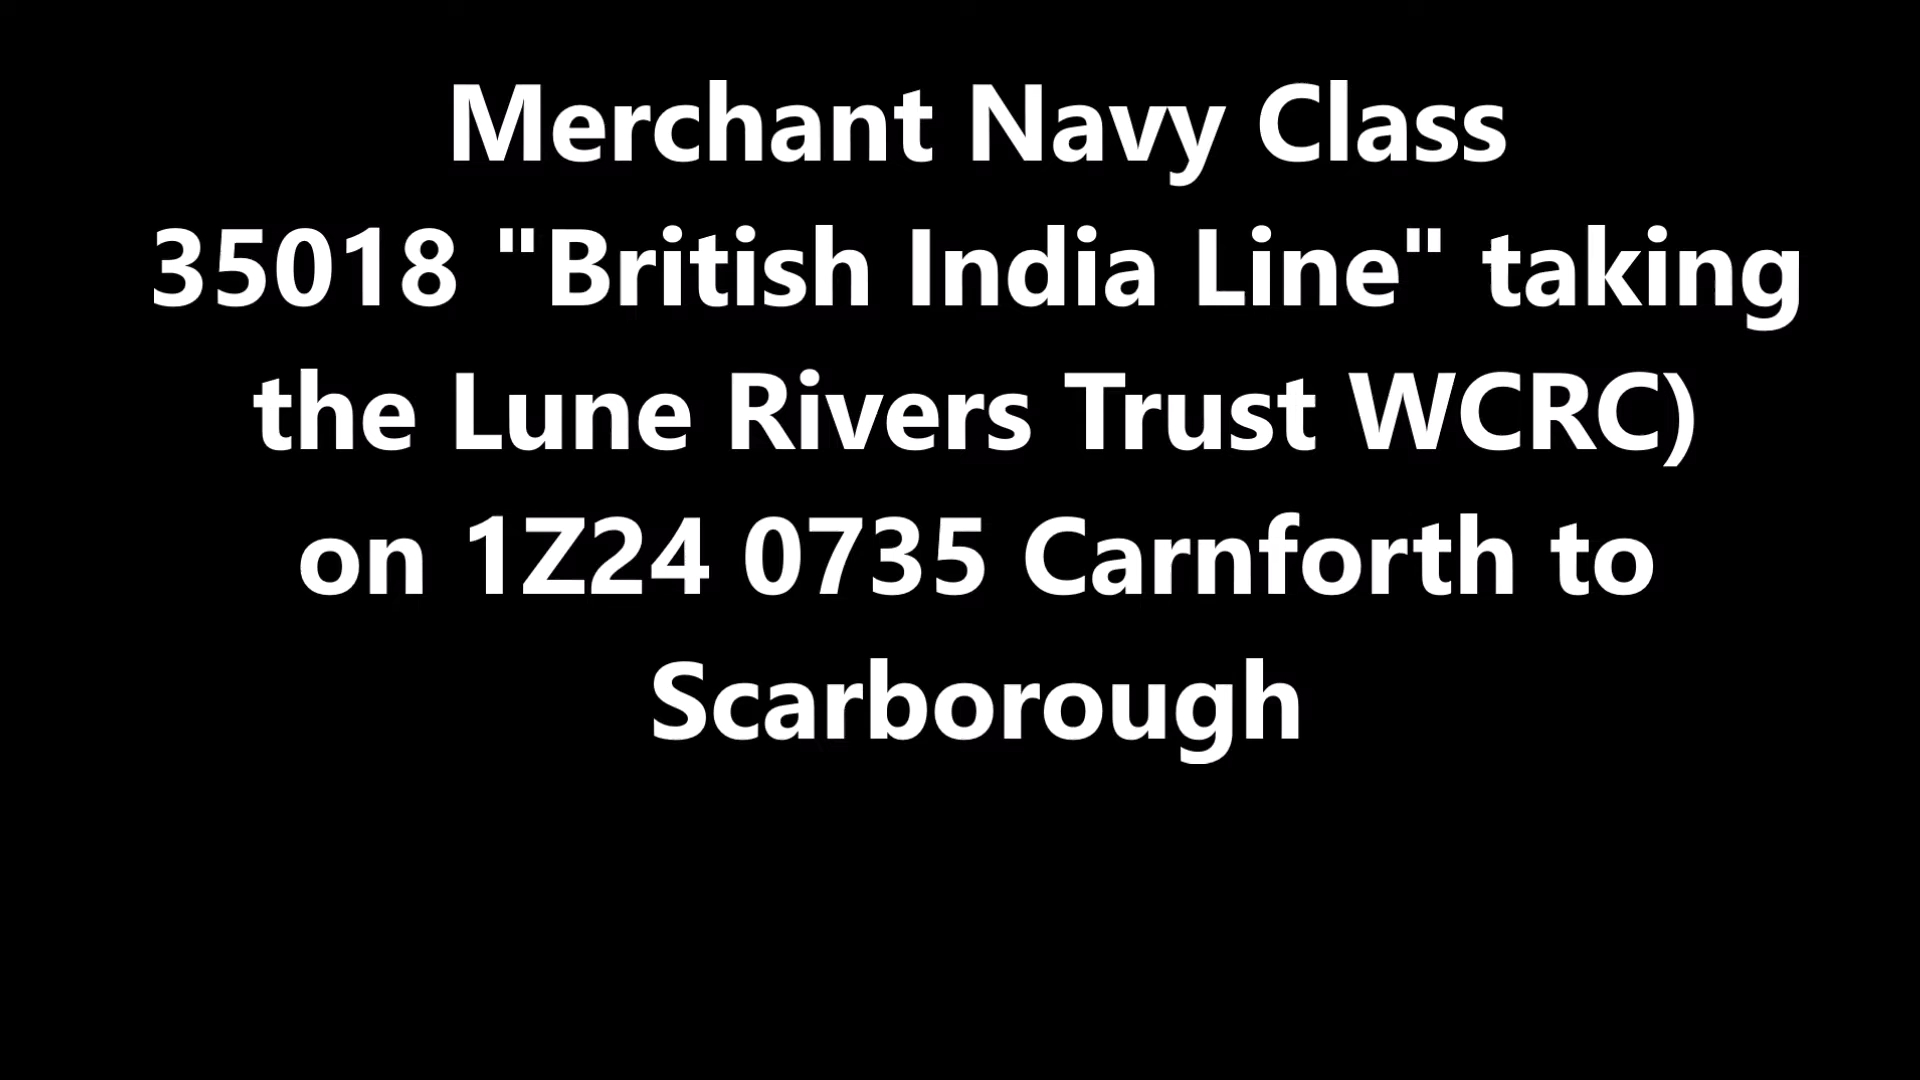 Merchant Navy Class
35018 "British India Line" taking
the Lune Rivers Trust WCRC)
on 1Z24 0735 Carnforth to
Scarborough